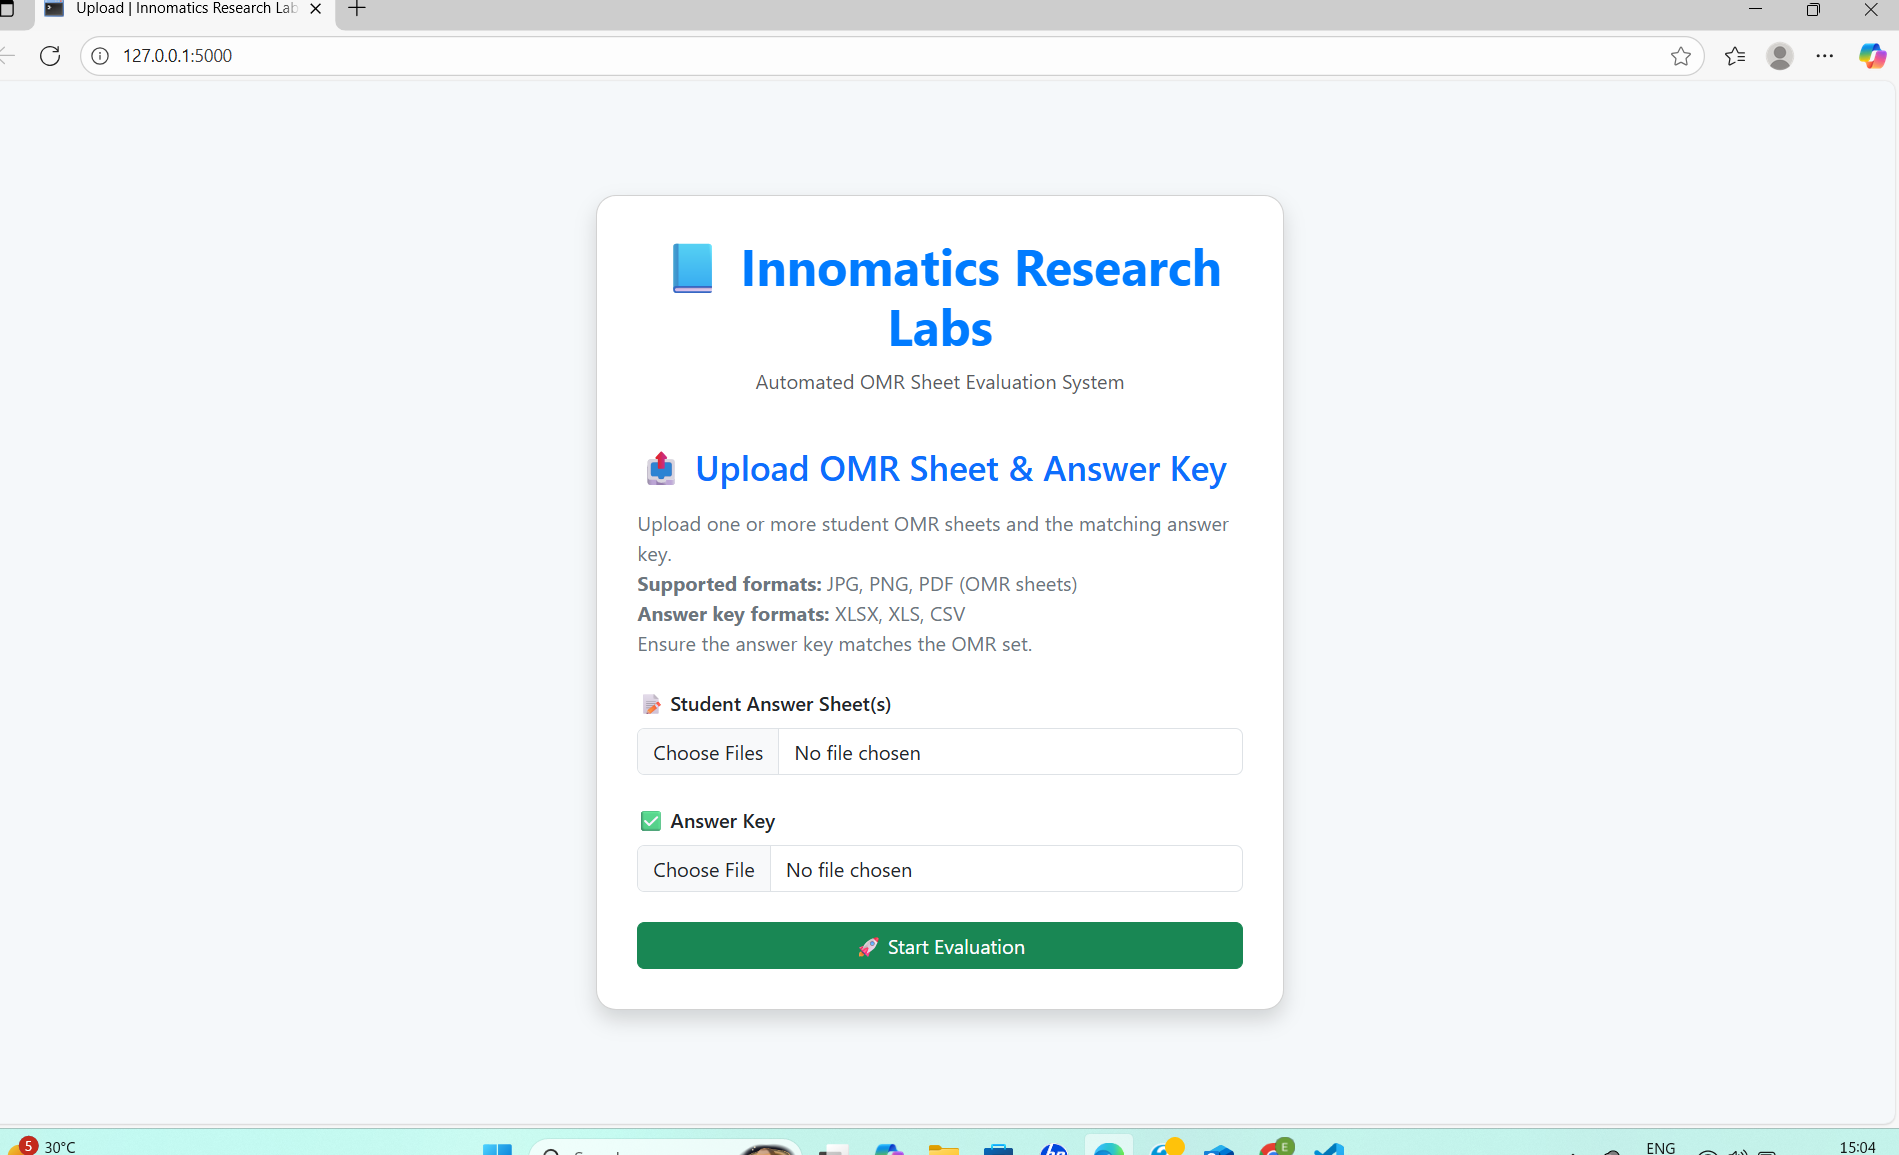 Upload | Innomatics Research Lab
127.0.0.1:5000
Innomatics Research
Labs
Automated OMR Sheet Evaluation System
Upload OMR Sheet & Answer Key
Upload one or more student OMR sheets and the matching answer
key.
Supported formats: JPG, PNG, PDF (OMR sheets)
Answer key formats: XLSX, XLS, CSV
Ensure the answer key matches the OMR set.
Student Answer Sheet(s)
Choose Files No file chosen
Answer Key
Choose File No file chosen
Start Evaluation
5 30°C
E
ENG
15:04